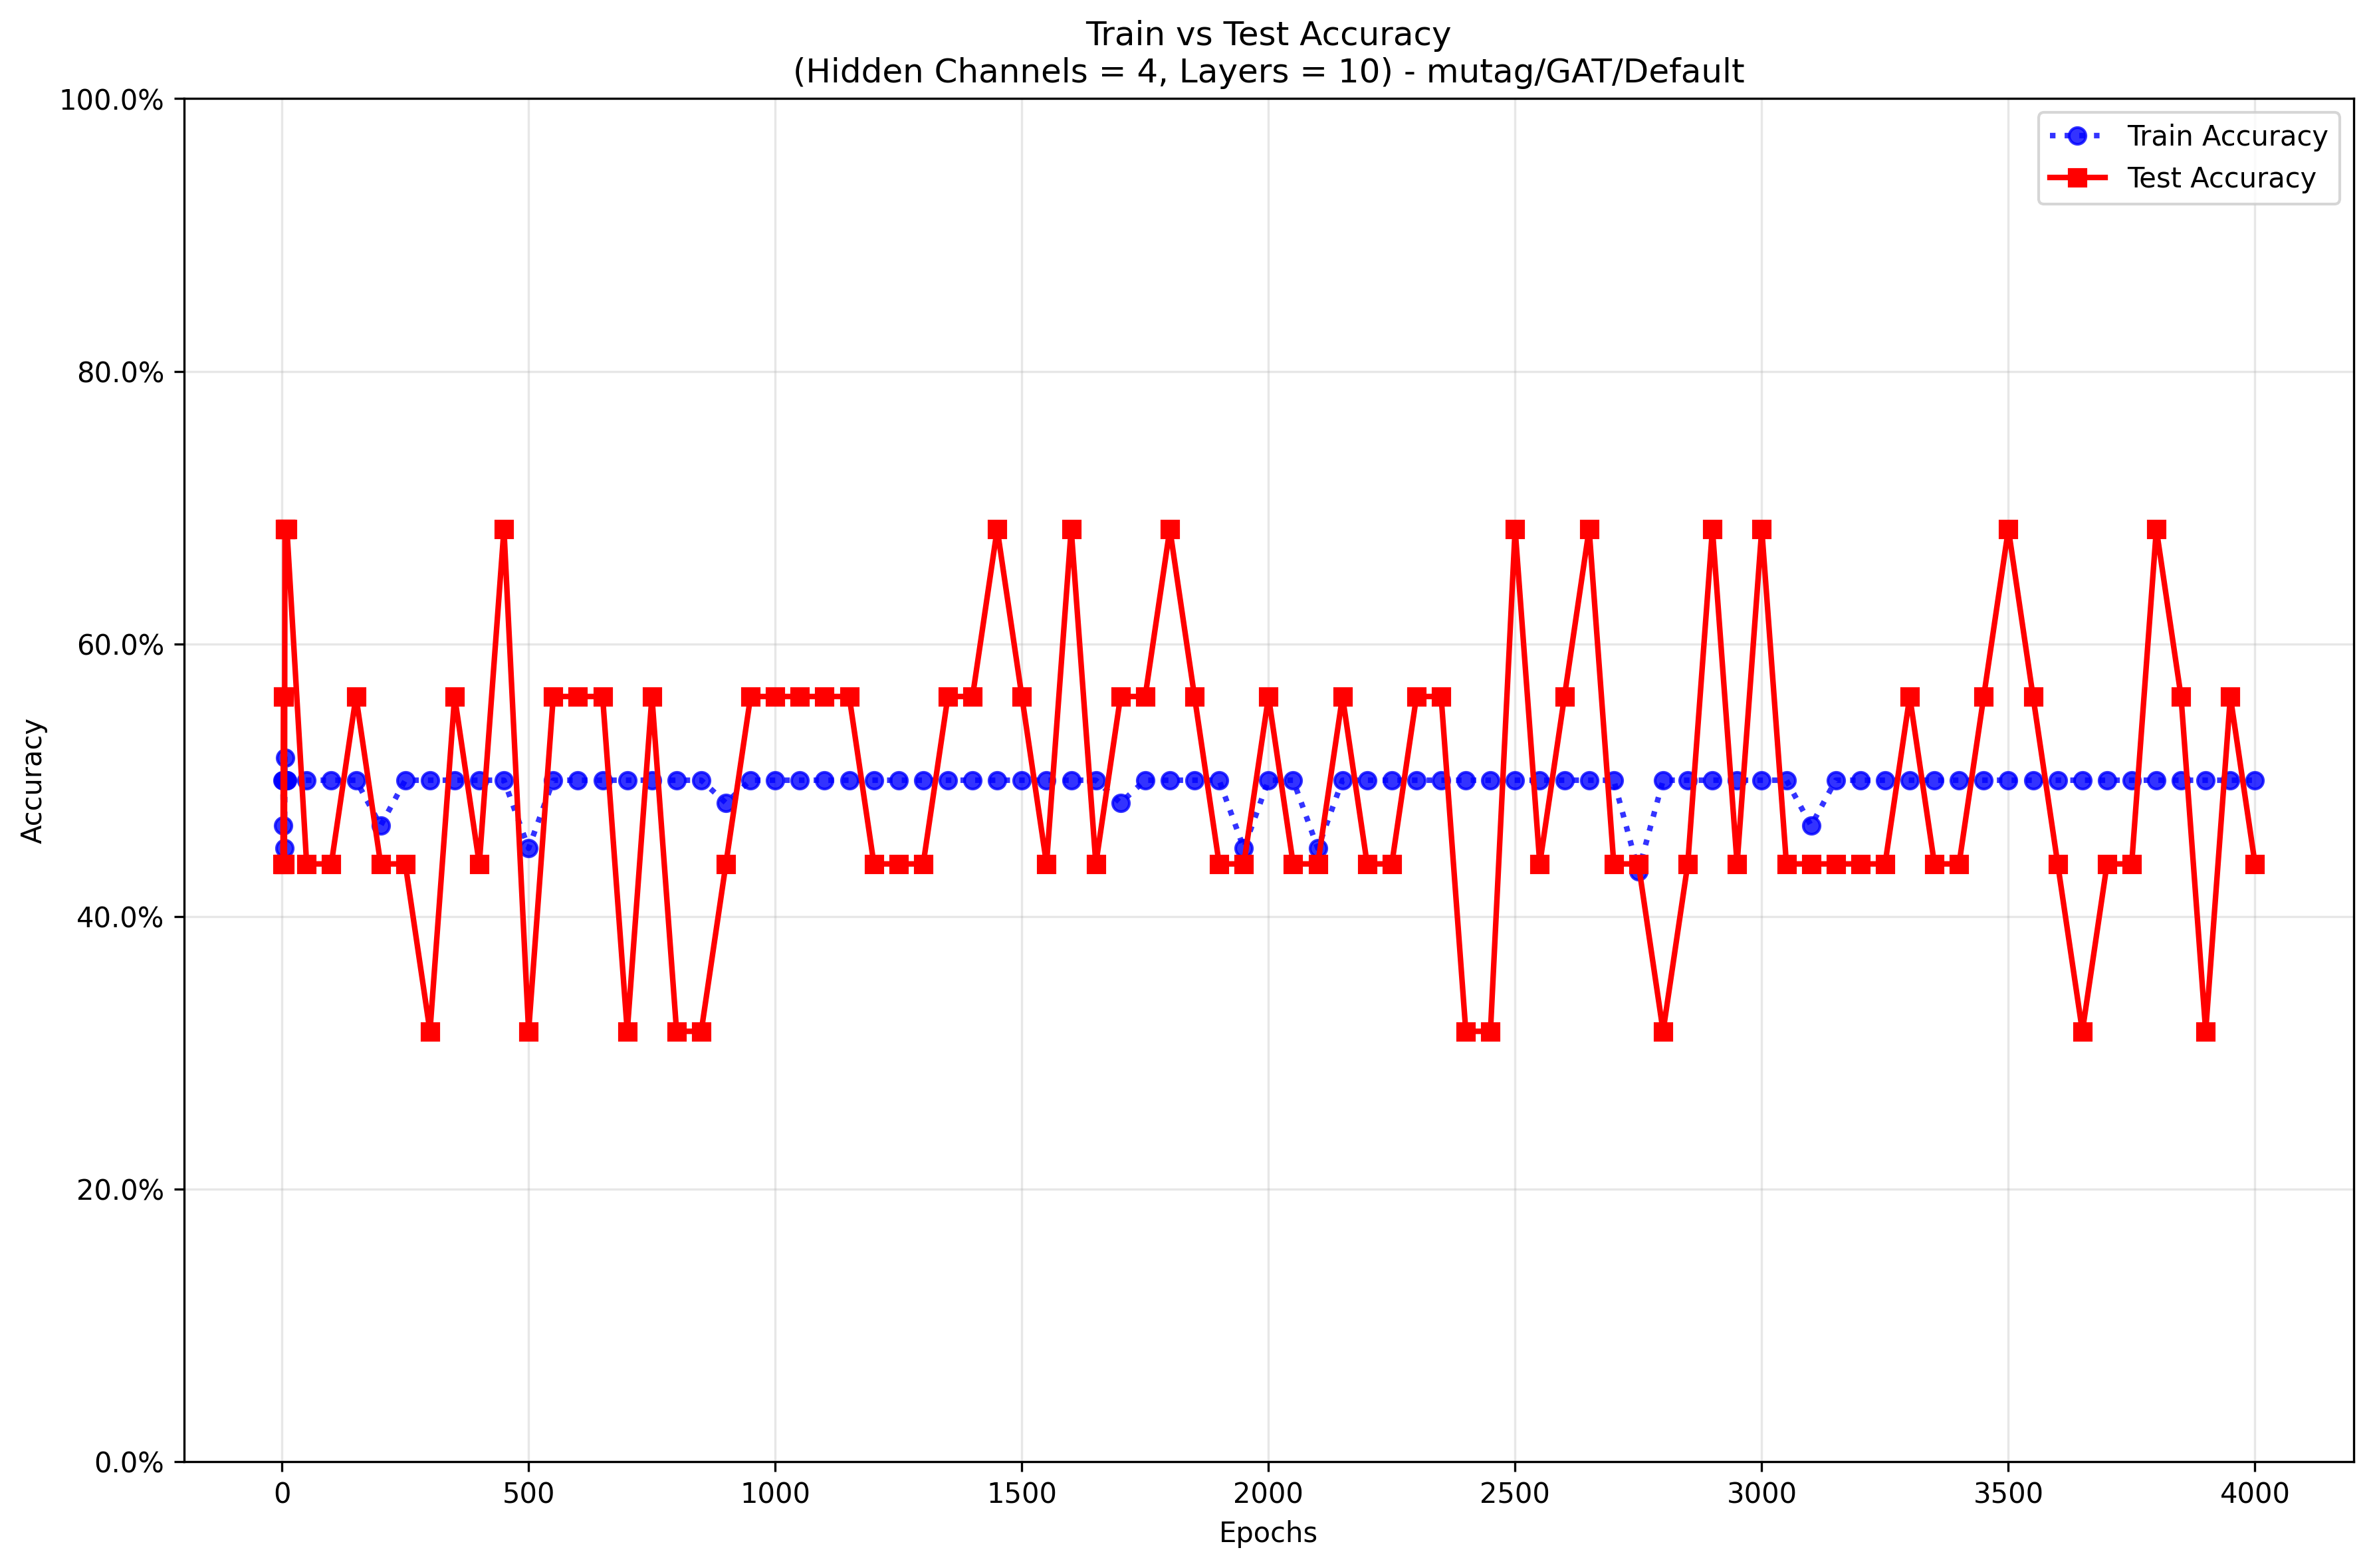 Train vs Test Accuracy
(Hidden Channels = 4, Layers = 10) - mutag/GAT/Default
100.0%
80.0%
60.0%
40.0%
20.0%
0.0%
Accuracy
Train Accuracy
Test Accuracy
0 500 1000 1500 2000 2500 3000 3500 4000
Epochs